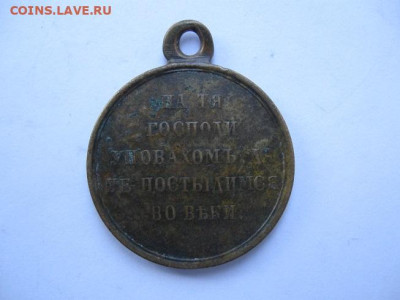 COINS.LAVE.RU
НА ТЯ
ГОСПОДИ
УПОВАХОМЪ, ДА
НЕ ПОСТЫДИМСЯ
ВО ВѢКИ.